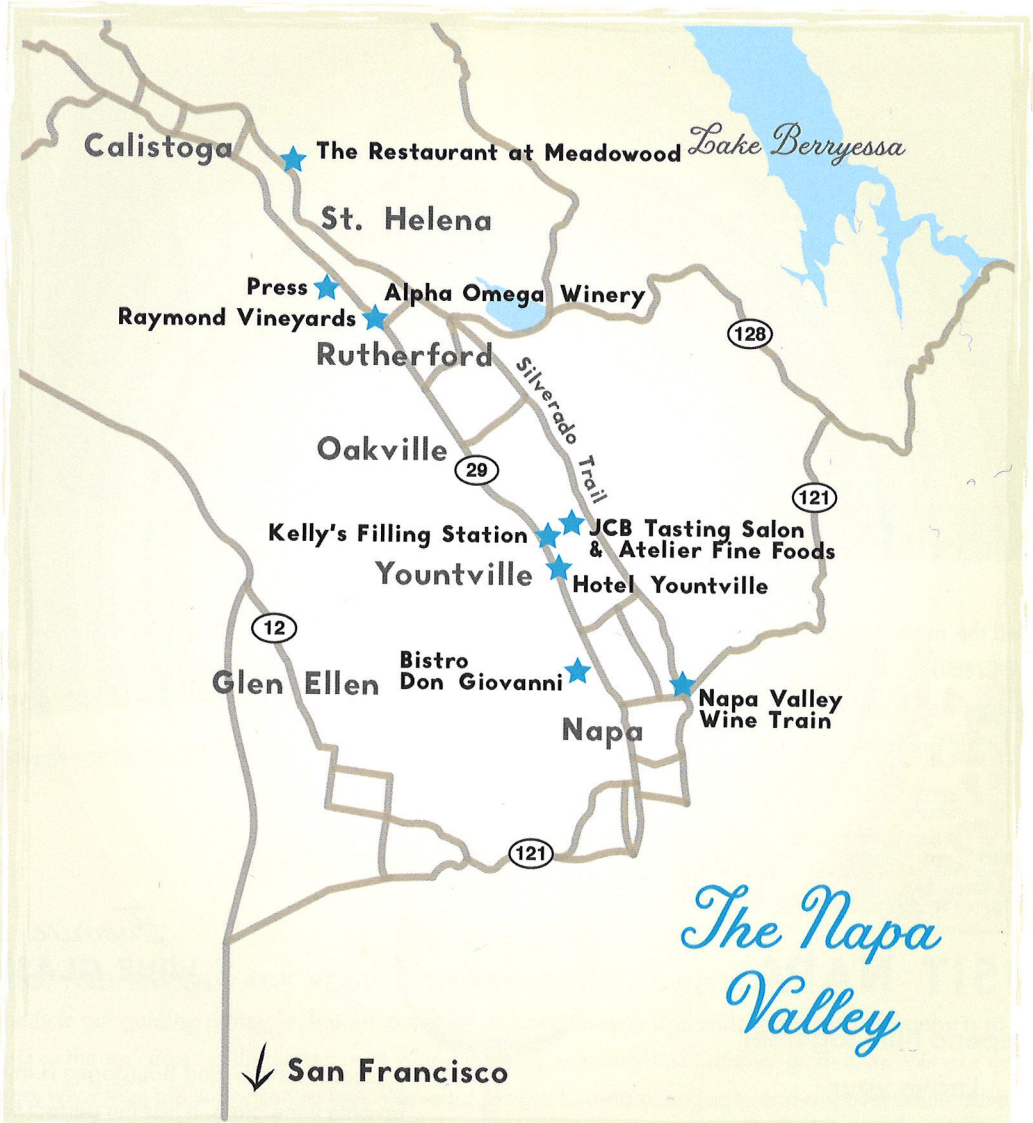 Calistoga
The Restaurant at Meadowood
Lake Berryessa
St. Helena
Press
Alpha Omega Winery
Raymond Vineyards
Rutherford
128
Silverado Trail
Oakville
29
121
Kelly's Filling Station
JCB Tasting Salon
& Atelier Fine Foods
Yountville
Hotel Yountville
12
Bistro
Don Giovanni
Glen Ellen
Napa Valley
Wine Train
Napa
121
The Napa
Valley
San Francisco